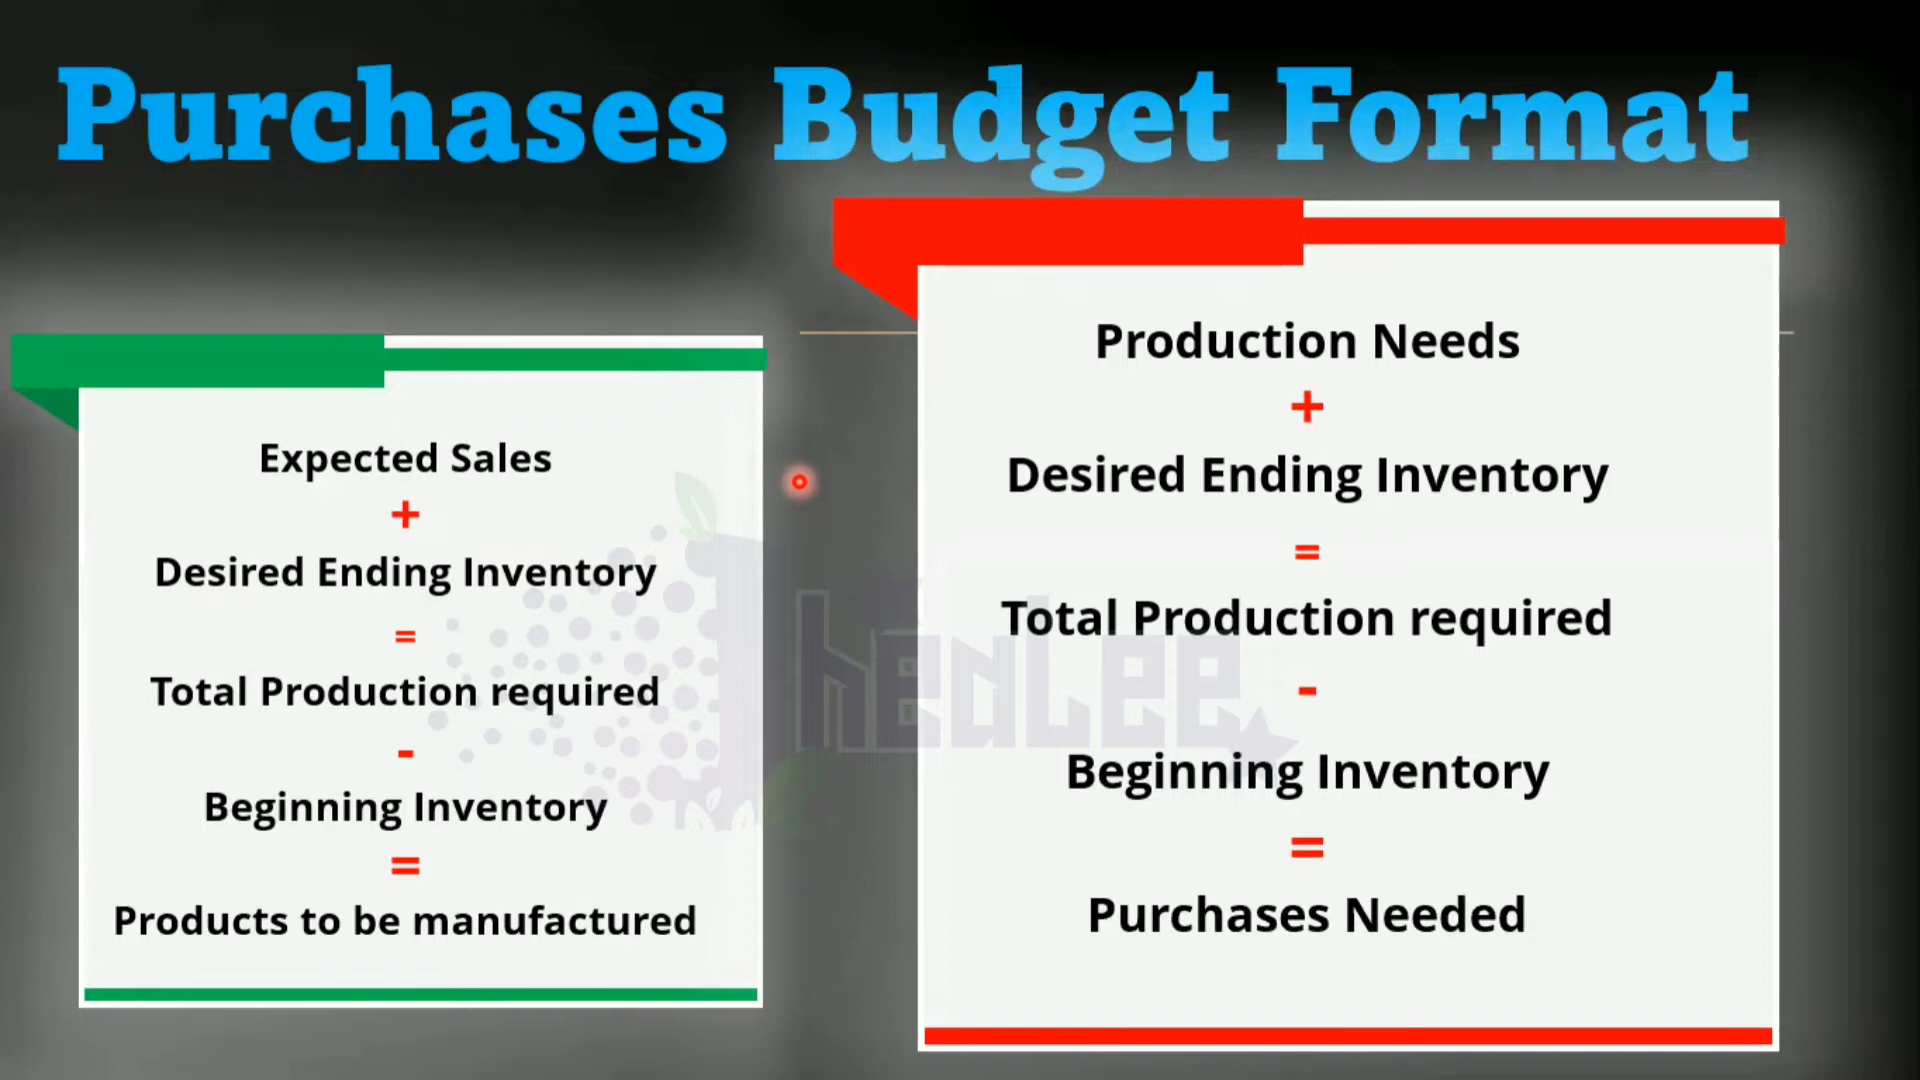 Purchases Budget Format
Expected Sales
+
Desired Ending Inventory
=
Total Production required
-
Beginning Inventory
=
Products to be manufactured
Production Needs
+
Desired Ending Inventory
=
Total Production required
-
Beginning Inventory
=
Purchases Needed
ThedLee